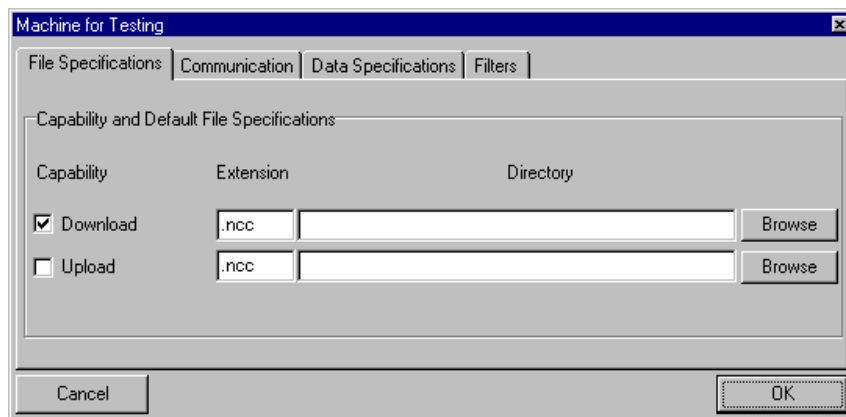 Machine for Testing
File Specifications Communication Data Specifications Filters
Capability and Default File Specifications
Capability Extension Directory
Download .ncc Browse
Upload .ncc Browse
Cancel OK